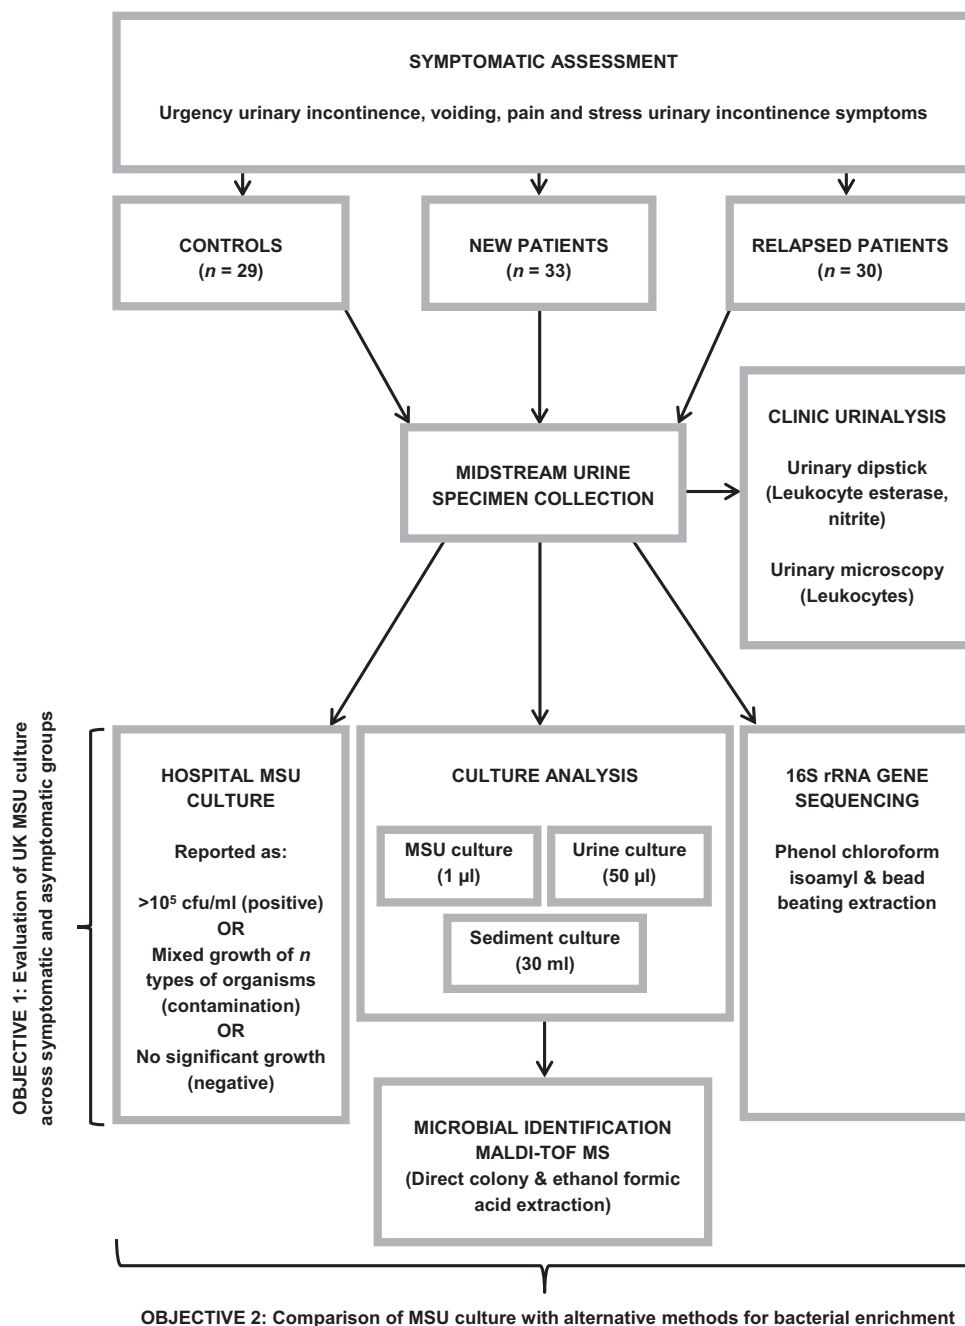 SYMPTOMATIC ASSESSMENT
Urgency urinary incontinence, voiding, pain and stress urinary incontinence symptoms
CONTROLS
(n = 29)
NEW PATIENTS
(n = 33)
RELAPSED PATIENTS
(n = 30)
CLINIC URINALYSIS
Urinary dipstick
(Leukocyte esterase,
nitrite)
Urinary microscopy
(Leukocytes)
MIDSTREAM URINE
SPECIMEN COLLECTION
OBJECTIVE 1: Evaluation of UK MSU culture
across symptomatic and asymptomatic groups
HOSPITAL MSU
CULTURE
Reported as:
>10⁵ cfu/ml (positive)
OR
Mixed growth of n
types of organisms
(contamination)
OR
No significant growth
(negative)
CULTURE ANALYSIS
MSU culture
(1 µl)
Urine culture
(50 µl)
Sediment culture
(30 ml)
16S rRNA GENE
SEQUENCING
Phenol chloroform
isoamyl & bead
beating extraction
MICROBIAL IDENTIFICATION
MALDI-TOF MS
(Direct colony & ethanol formic
acid extraction)
OBJECTIVE 2: Comparison of MSU culture with alternative methods for bacterial enrichment